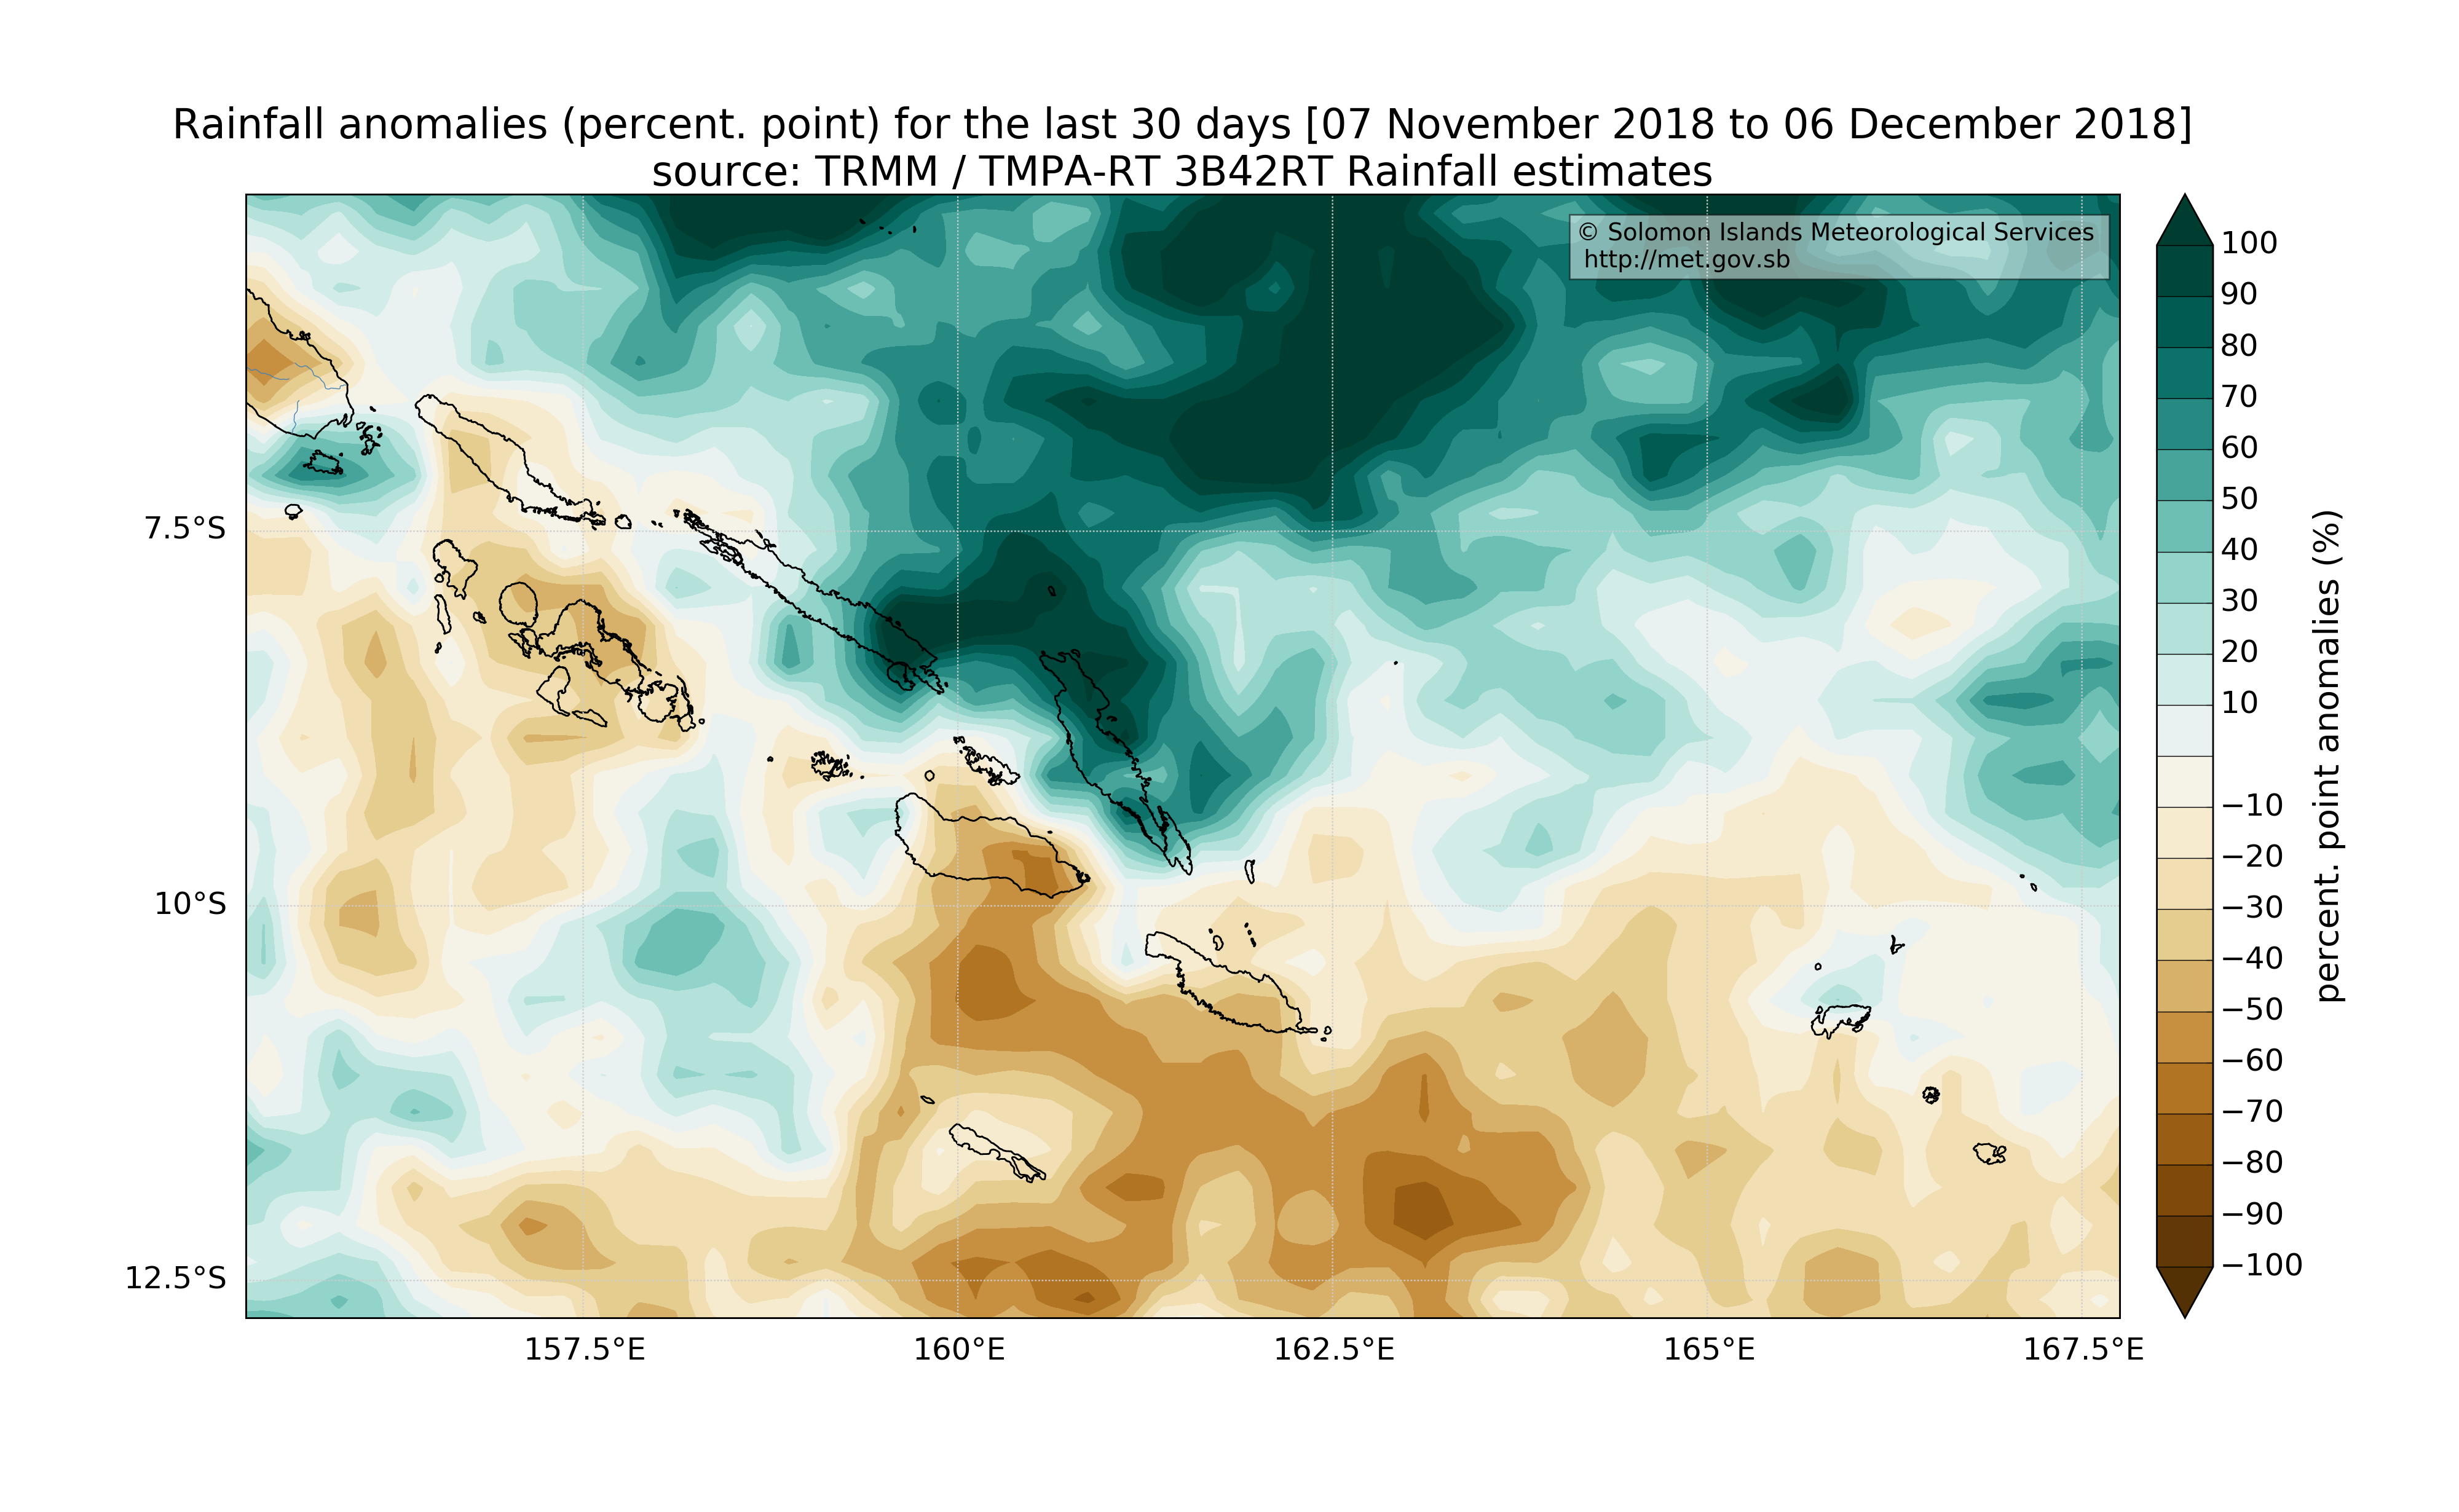 Rainfall anomalies (percent. point) for the last 30 days [07 November 2018 to 06 December 2018]
source: TRMM / TMPA-RT 3B42RT Rainfall estimates
© Solomon Islands Meteorological Services
http://met.gov.sb
7.5°S
10°S
12.5°S
157.5°E
160°E
162.5°E
165°E
167.5°E
100
90
80
70
60
50
40
30
20
10
−10
−20
−30
−40
−50
−60
−70
−80
−90
−100
percent. point anomalies (%)